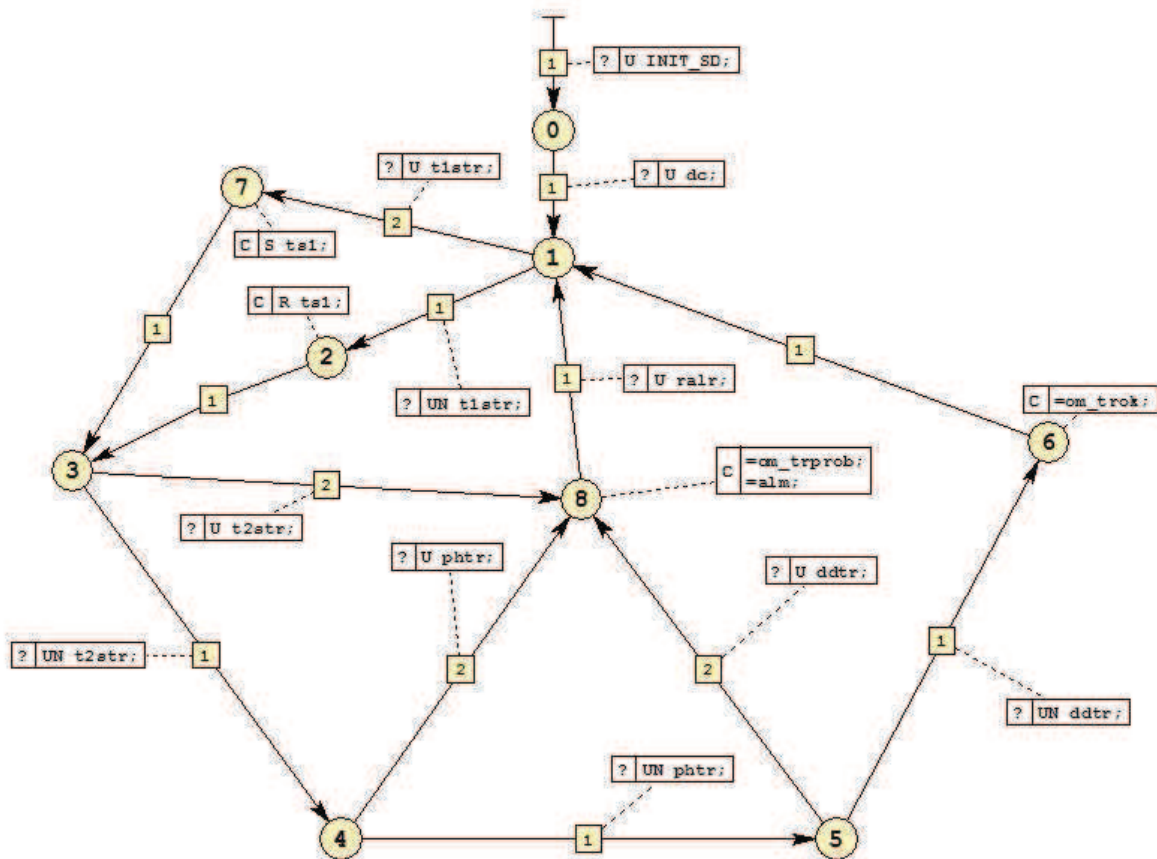 1
? U INIT_SD;
0
? U t1str;
1
? U dc;
7
2
C S ts1;
1
C R ts1;
1
1
2
1
1
? U ralr;
1
? UN t1str;
C =om_trok;
6
3
2
8
C =om_trprob;
=alm;
? U t2str;
? U phtr;
? U ddtr;
? UN t2str;
1
2
2
1
? UN ddtr;
? UN phtr;
4
1
5